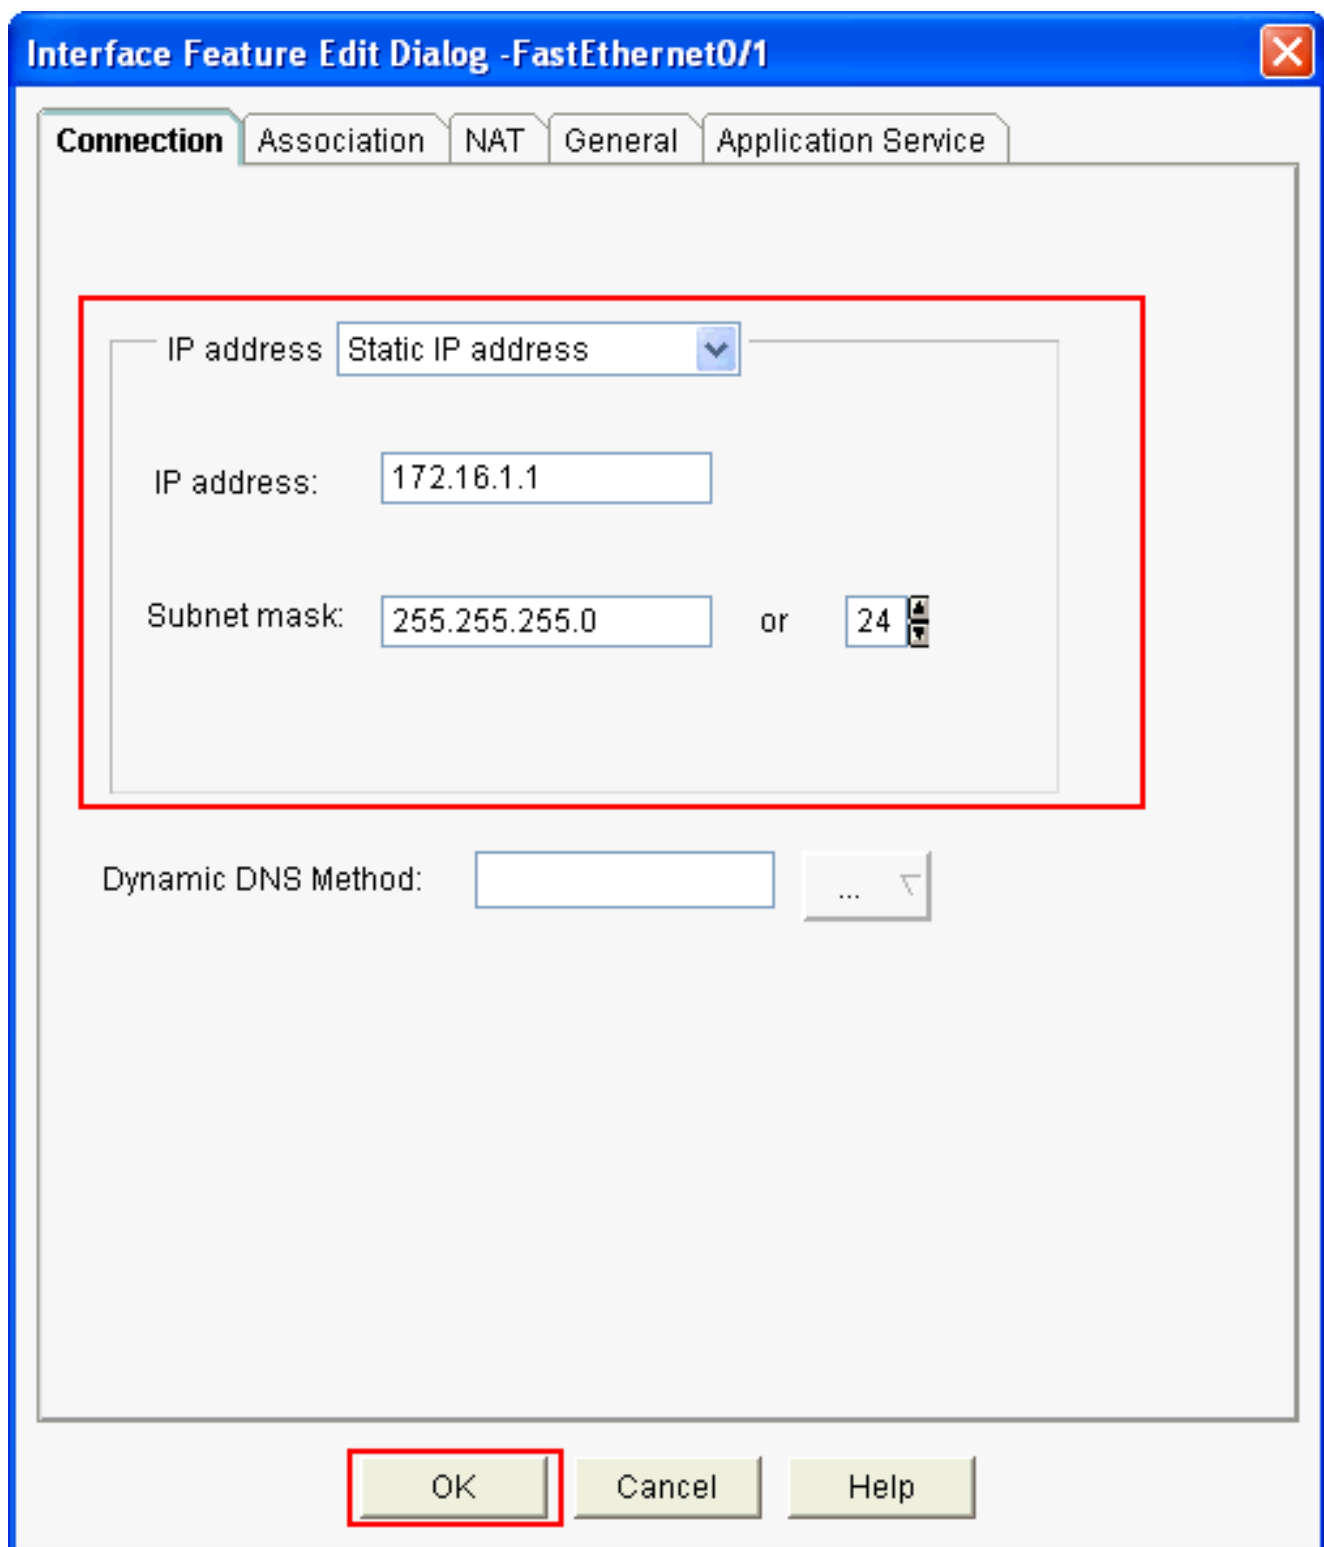 Interface Feature Edit Dialog -FastEthernet0/1
Connection Association NAT General Application Service
IP address Static IP address
IP address: 172.16.1.1
Subnet mask: 255.255.255.0 or 24
Dynamic DNS Method: ...
OK Cancel Help